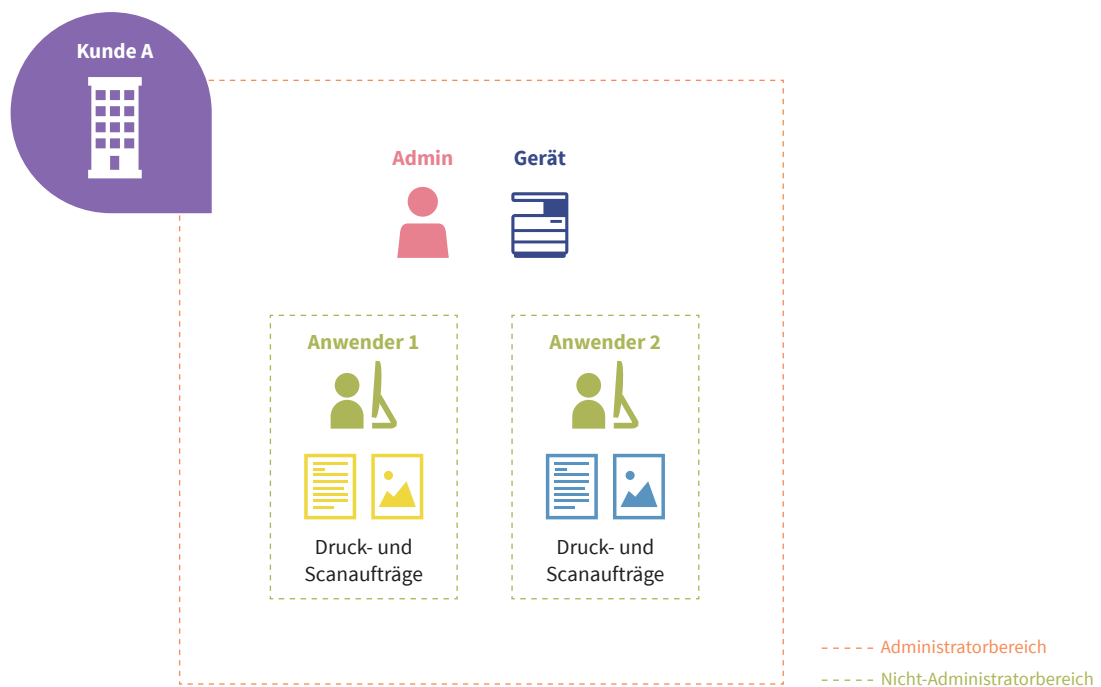 Kunde A
Admin
Gerät
Anwender 1
Anwender 2
Druck- und
Scanaufträge
Druck- und
Scanaufträge
Administratorbereich
Nicht-Administratorbereich